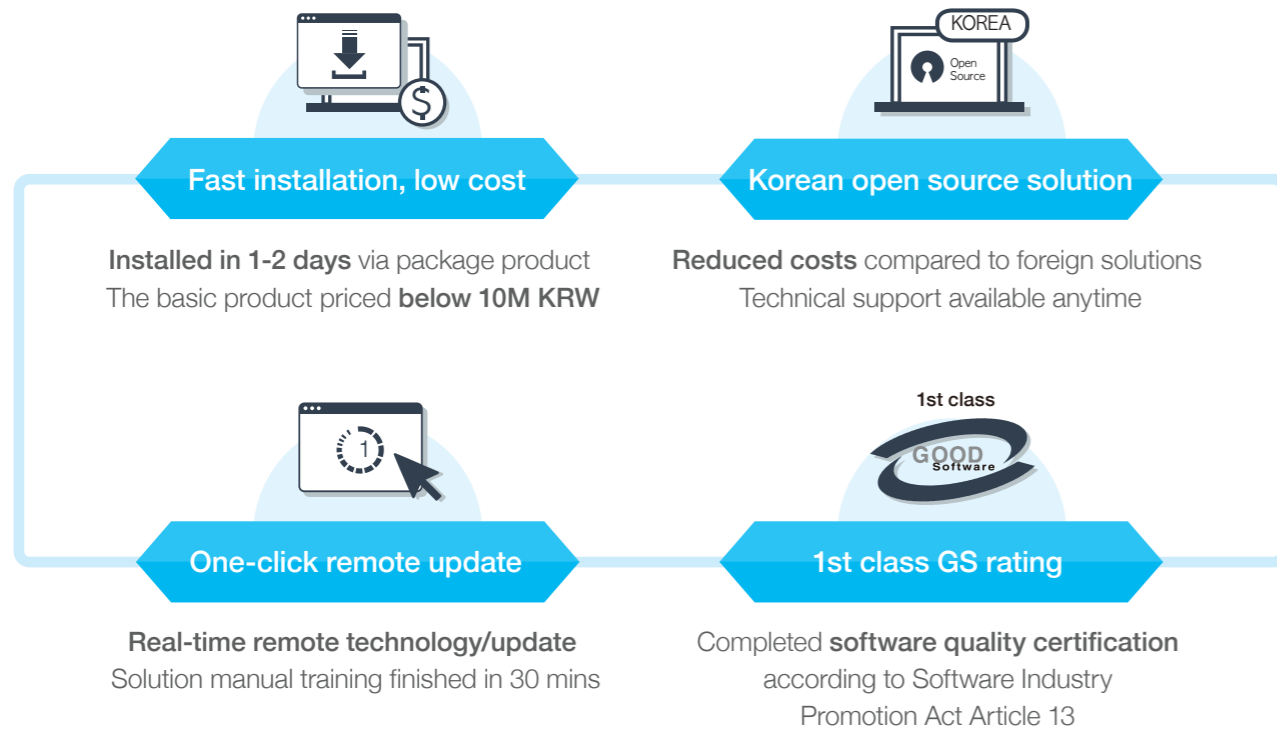 KOREA
Open
Source
Fast installation, low cost
Korean open source solution
Installed in 1-2 days via package product
The basic product priced below 10M KRW
Reduced costs compared to foreign solutions
Technical support available anytime
1
1st class
GOOD
Software
One-click remote update
1st class GS rating
Real-time remote technology/update
Solution manual training finished in 30 mins
Completed software quality certification
according to Software Industry
Promotion Act Article 13